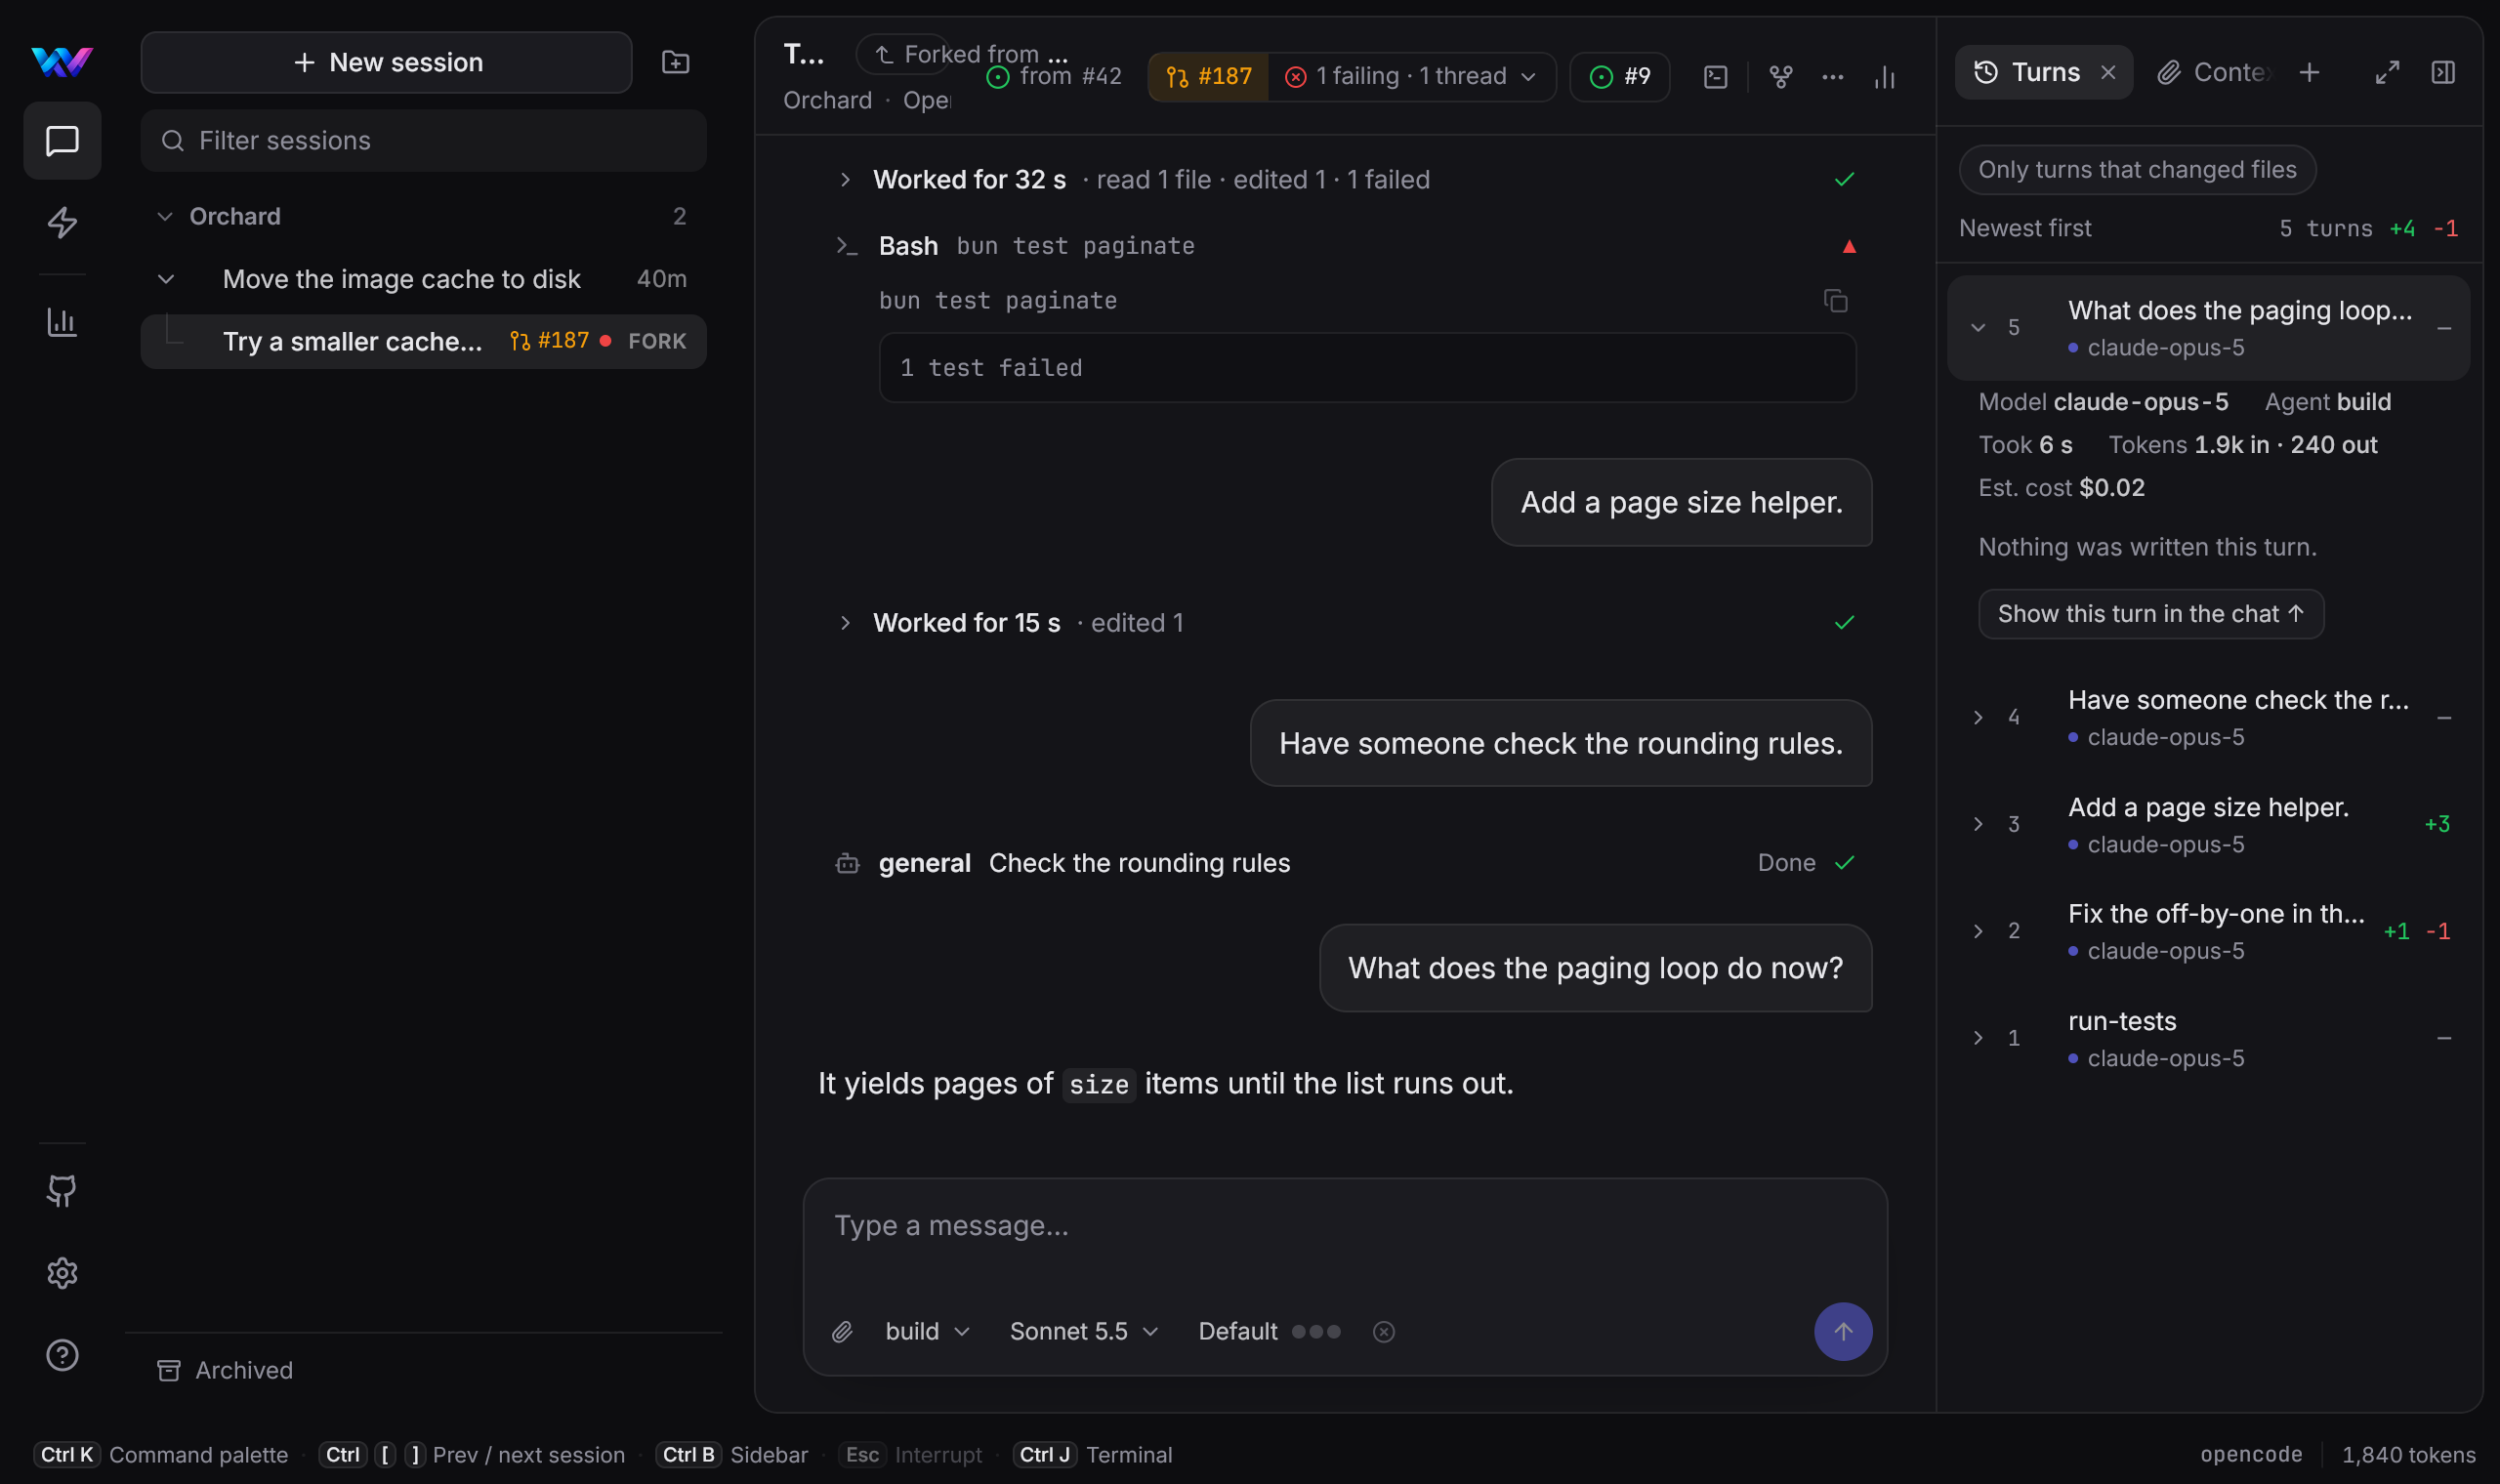 New session
Filter sessions
Orchard 2
Move the image cache to disk 40m
Try a smaller cache... #187 FORK
Archived
T... Forked from ...
Orchard · Ope
from #42 #187 1 failing · 1 thread #9
Worked for 32 s · read 1 file · edited 1 · 1 failed
Bash bun test paginate
bun test paginate
1 test failed
Add a page size helper.
Worked for 15 s · edited 1
Have someone check the rounding rules.
general Check the rounding rules Done
What does the paging loop do now?
It yields pages of size items until the list runs out.
Type a message...
build Sonnet 5.5 Default
Turns Conte
Only turns that changed files
Newest first 5 turns +4 -1
5 What does the paging loop... –
claude-opus-5
Model claude-opus-5 Agent build
Took 6 s Tokens 1.9k in · 240 out
Est. cost $0.02
Nothing was written this turn.
Show this turn in the chat ↑
4 Have someone check the r... –
claude-opus-5
3 Add a page size helper. +3
claude-opus-5
2 Fix the off-by-one in th... +1 -1
claude-opus-5
1 run-tests –
claude-opus-5
Ctrl K Command palette · Ctrl [ ] Prev / next session · Ctrl B Sidebar · Esc Interrupt · Ctrl J Terminal
opencode 1,840 tokens